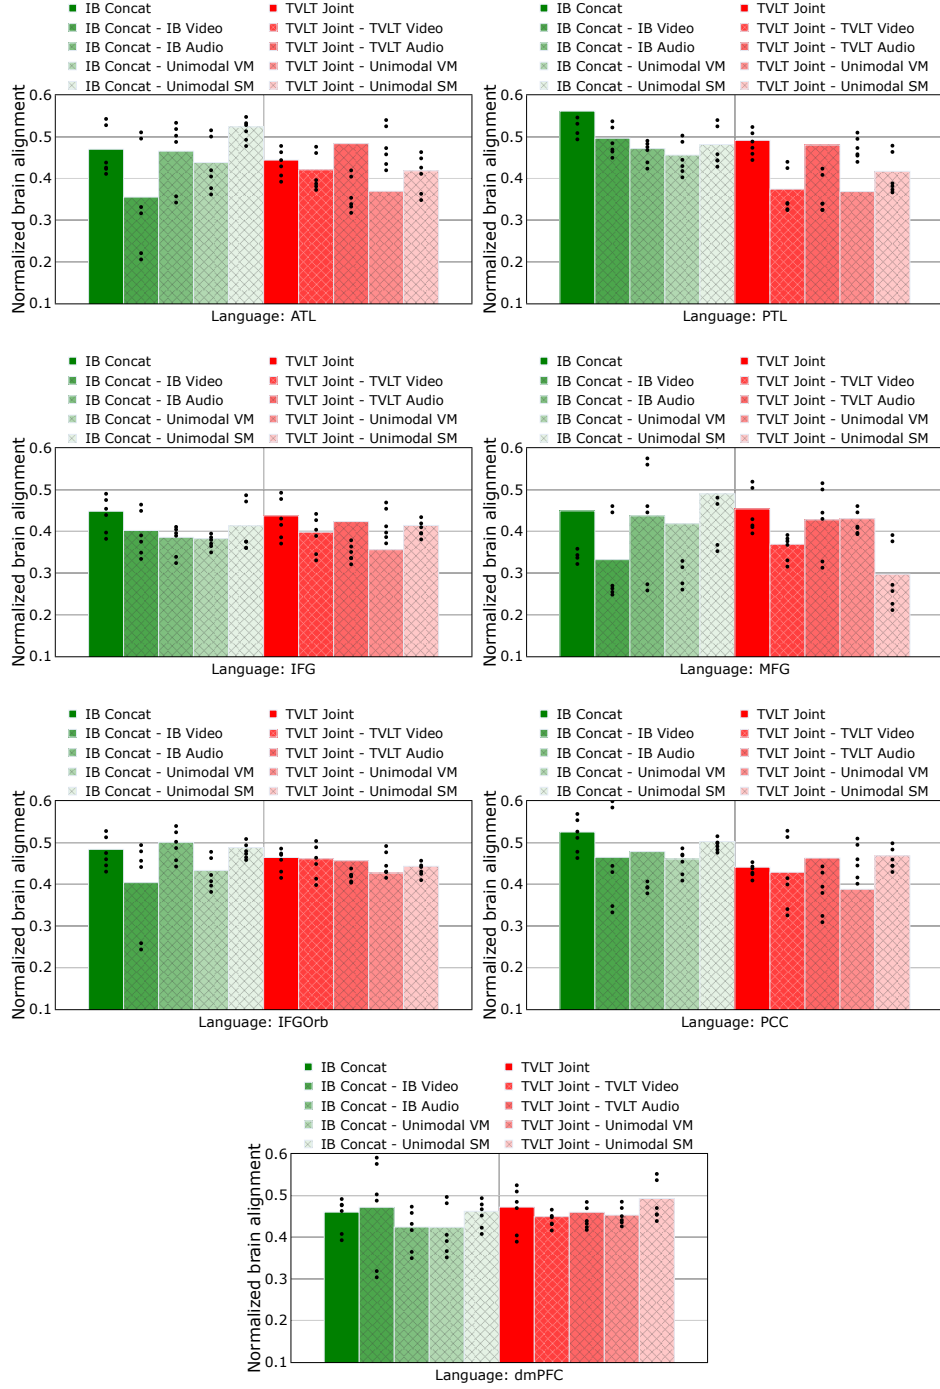 IB Concat
IB Concat - IB Video
IB Concat - IB Audio
IB Concat - Unimodal VM
IB Concat - Unimodal SM
TVLT Joint
TVLT Joint - TVLT Video
TVLT Joint - TVLT Audio
TVLT Joint - Unimodal VM
TVLT Joint - Unimodal SM
Normalized brain alignment
0.6
0.5
0.4
0.3
0.2
0.1
Language: ATL
IB Concat
IB Concat - IB Video
IB Concat - IB Audio
IB Concat - Unimodal VM
IB Concat - Unimodal SM
TVLT Joint
TVLT Joint - TVLT Video
TVLT Joint - TVLT Audio
TVLT Joint - Unimodal VM
TVLT Joint - Unimodal SM
Normalized brain alignment
0.6
0.5
0.4
0.3
0.2
0.1
Language: PTL
IB Concat
IB Concat - IB Video
IB Concat - IB Audio
IB Concat - Unimodal VM
IB Concat - Unimodal SM
TVLT Joint
TVLT Joint - TVLT Video
TVLT Joint - TVLT Audio
TVLT Joint - Unimodal VM
TVLT Joint - Unimodal SM
Normalized brain alignment
0.6
0.5
0.4
0.3
0.2
0.1
Language: IFG
IB Concat
IB Concat - IB Video
IB Concat - IB Audio
IB Concat - Unimodal VM
IB Concat - Unimodal SM
TVLT Joint
TVLT Joint - TVLT Video
TVLT Joint - TVLT Audio
TVLT Joint - Unimodal VM
TVLT Joint - Unimodal SM
Normalized brain alignment
0.6
0.5
0.4
0.3
0.2
0.1
Language: MFG
IB Concat
IB Concat - IB Video
IB Concat - IB Audio
IB Concat - Unimodal VM
IB Concat - Unimodal SM
TVLT Joint
TVLT Joint - TVLT Video
TVLT Joint - TVLT Audio
TVLT Joint - Unimodal VM
TVLT Joint - Unimodal SM
Normalized brain alignment
0.6
0.5
0.4
0.3
0.2
0.1
Language: IFGOrb
IB Concat
IB Concat - IB Video
IB Concat - IB Audio
IB Concat - Unimodal VM
IB Concat - Unimodal SM
TVLT Joint
TVLT Joint - TVLT Video
TVLT Joint - TVLT Audio
TVLT Joint - Unimodal VM
TVLT Joint - Unimodal SM
Normalized brain alignment
0.6
0.5
0.4
0.3
0.2
0.1
Language: PCC
IB Concat
IB Concat - IB Video
IB Concat - IB Audio
IB Concat - Unimodal VM
IB Concat - Unimodal SM
TVLT Joint
TVLT Joint - TVLT Video
TVLT Joint - TVLT Audio
TVLT Joint - Unimodal VM
TVLT Joint - Unimodal SM
Normalized brain alignment
0.6
0.5
0.4
0.3
0.2
0.1
Language: dmPFC